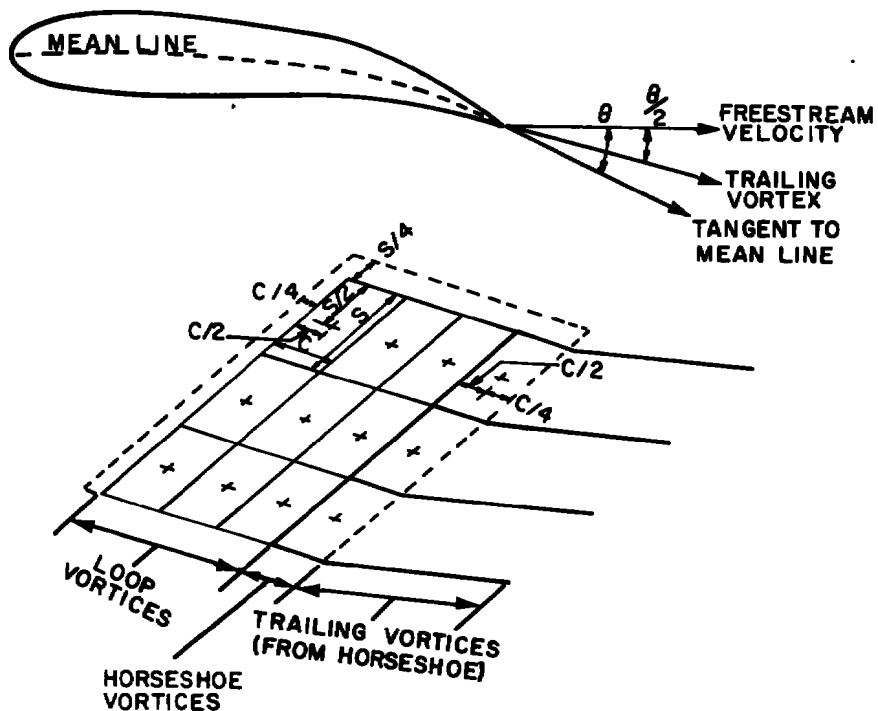 MEAN LINE
θ
θ/2
FREESTREAM
VELOCITY
TRAILING
VORTEX
TANGENT TO
MEAN LINE
S/4
C/4
S/2
S
C/2
C/2
C/4
LOOP
VORTICES
TRAILING VORTICES
(FROM HORSESHOE)
HORSESHOE
VORTICES